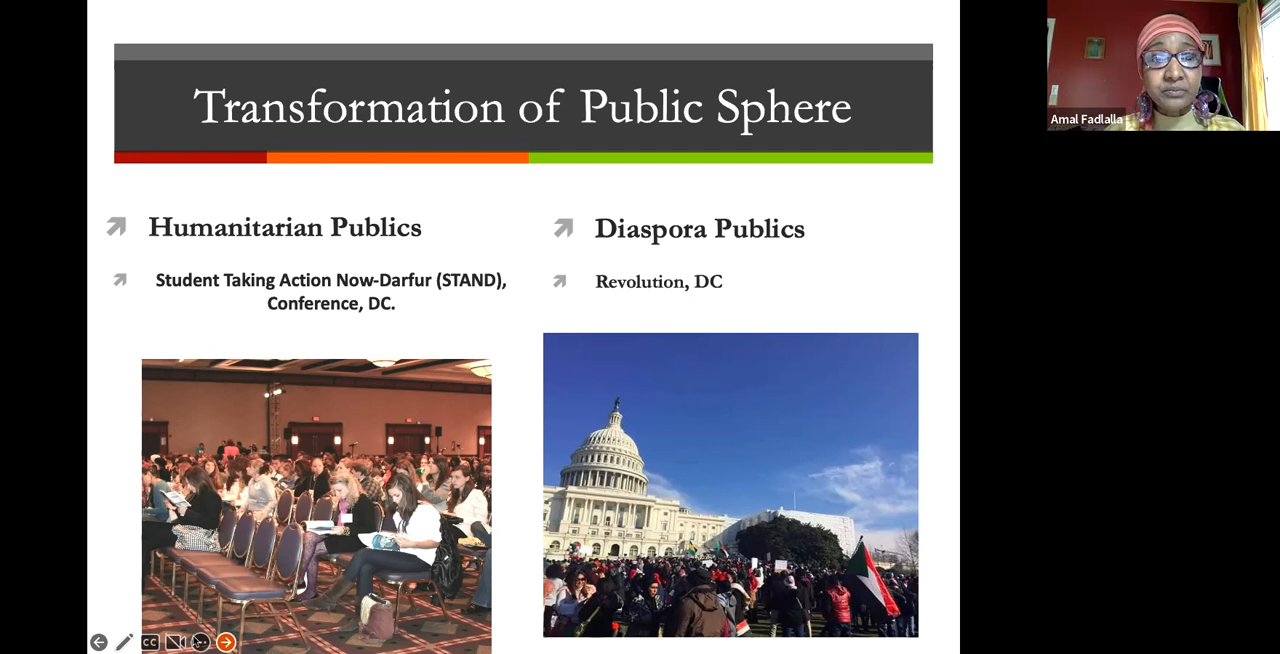 Transformation of Public Sphere
Humanitarian Publics
Student Taking Action Now-Darfur (STAND),
Conference, DC.
Diaspora Publics
Revolution, DC
Amal Fadlalla
CC